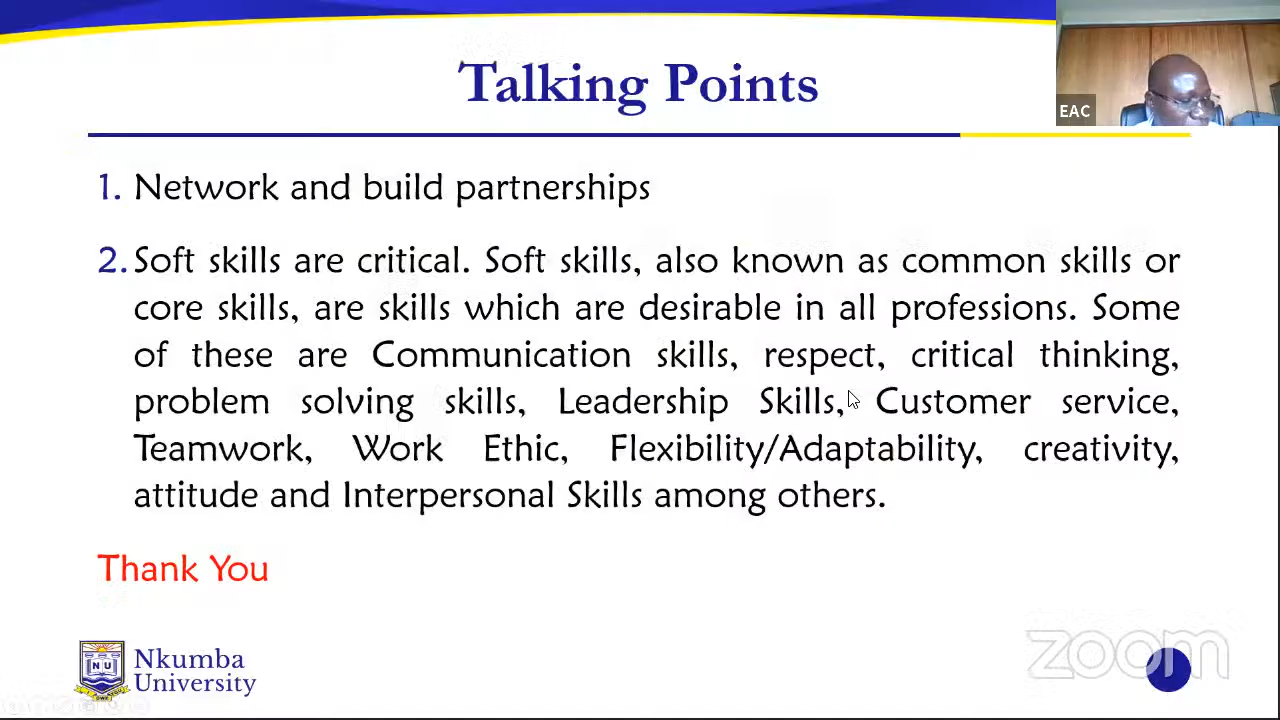 Talking Points
EAC
1. Network and build partnerships
2. Soft skills are critical. Soft skills, also known as common skills or
core skills, are skills which are desirable in all professions. Some
of these are Communication skills, respect, critical thinking,
problem solving skills, Leadership Skills, Customer service,
Teamwork, Work Ethic, Flexibility/Adaptability, creativity,
attitude and Interpersonal Skills among others.
Thank You
NU
Nkumba
University
zoom